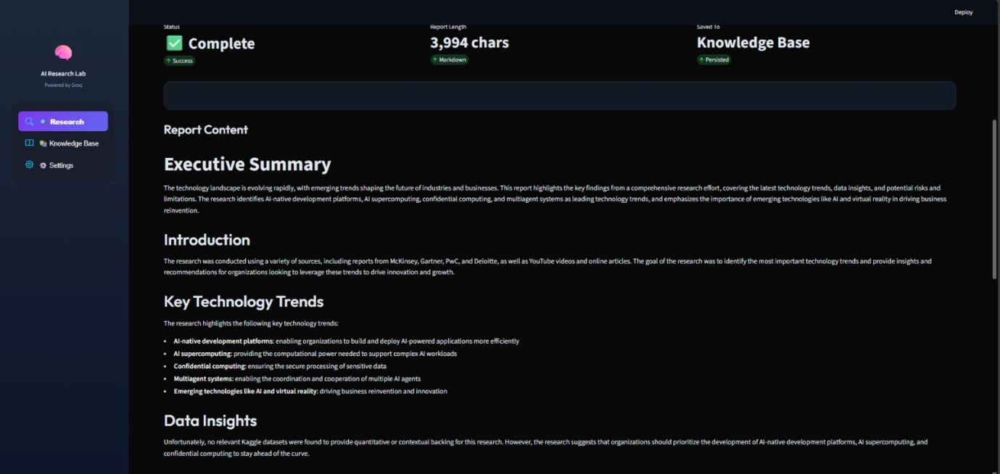 Deploy
AI Research Lab
Powered by Groq
Research
Knowledge Base
Settings
Status
✅ Complete
↑ Success
Report Length
3,994 chars
↑ Markdown
Saved To
Knowledge Base
↑ Persisted
Report Content
Executive Summary
The technology landscape is evolving rapidly, with emerging trends shaping the future of industries and businesses. This report highlights the key findings from a comprehensive research effort, covering the latest technology trends, data insights, and potential risks and
limitations. The research identifies AI-native development platforms, AI supercomputing, confidential computing, and multiagent systems as leading technology trends, and emphasizes the importance of emerging technologies like AI and virtual reality in driving business
reinvention.
Introduction
The research was conducted using a variety of sources, including reports from McKinsey, Gartner, PwC, and Deloitte, as well as YouTube videos and online articles. The goal of the research was to identify the most important technology trends and provide insights and
recommendations for organizations looking to leverage these trends to drive innovation and growth.
Key Technology Trends
The research highlights the following key technology trends:
• AI-native development platforms: enabling organizations to build and deploy AI-powered applications more efficiently
• AI supercomputing: providing the computational power needed to support complex AI workloads
• Confidential computing: ensuring the secure processing of sensitive data
• Multiagent systems: enabling the coordination and cooperation of multiple AI agents
• Emerging technologies like AI and virtual reality: driving business reinvention and innovation
Data Insights
Unfortunately, no relevant Kaggle datasets were found to provide quantitative or contextual backing for this research. However, the research suggests that organizations should prioritize the development of AI-native development platforms, AI supercomputing, and
confidential computing to stay ahead of the curve.